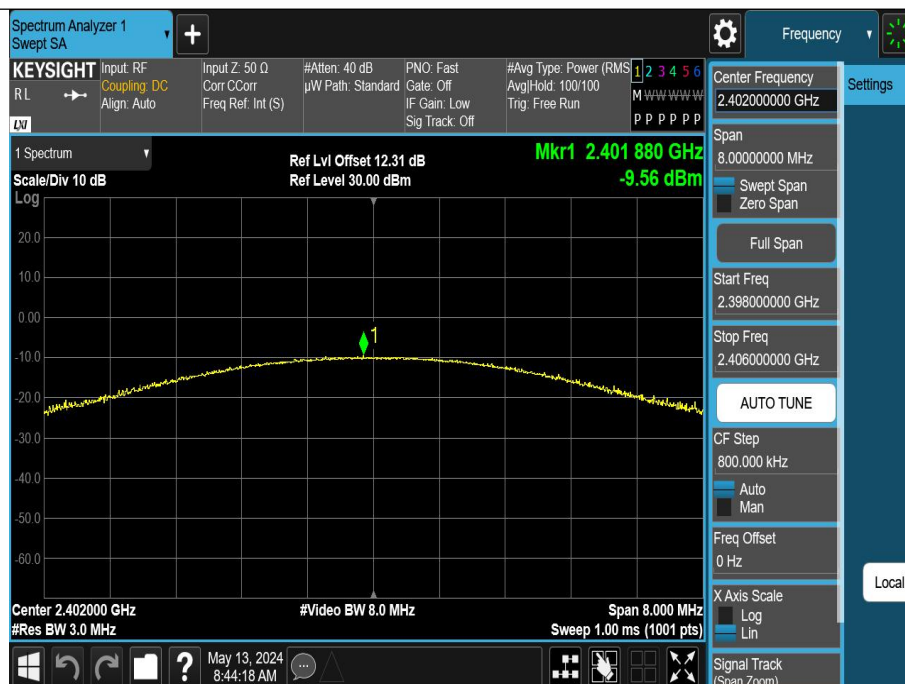 Spectrum Analyzer 1
Swept SA
+
Frequency
KEYSIGHT
RL
LXI
Input: RF
Coupling: DC
Align: Auto
Input Z: 50 Ω
Corr CCorr
Freq Ref: Int (S)
#Atten: 40 dB
µW Path: Standard
PNO: Fast
Gate: Off
IF Gain: Low
Sig Track: Off
#Avg Type: Power (RMS
Avg|Hold: 100/100
Trig: Free Run
1 2 3 4 5 6
M W W W W W
P P P P P P
1 Spectrum
Scale/Div 10 dB
Log
Ref Lvl Offset 12.31 dB
Ref Level 30.00 dBm
Mkr1 2.401 880 GHz
-9.56 dBm
20.0
10.0
0.00
1
-10.0
-20.0
-30.0
-40.0
-50.0
-60.0
Center 2.402000 GHz
#Video BW 8.0 MHz
Span 8.000 MHz
#Res BW 3.0 MHz
Sweep 1.00 ms (1001 pts)
?
May 13, 2024
8:44:18 AM
Center Frequency
2.402000000 GHz
Settings
Span
8.00000000 MHz
Swept Span
Zero Span
Full Span
Start Freq
2.398000000 GHz
Stop Freq
2.406000000 GHz
AUTO TUNE
CF Step
800.000 kHz
Auto
Man
Freq Offset
0 Hz
Local
X Axis Scale
Log
Lin
Signal Track
(Span Zoom)